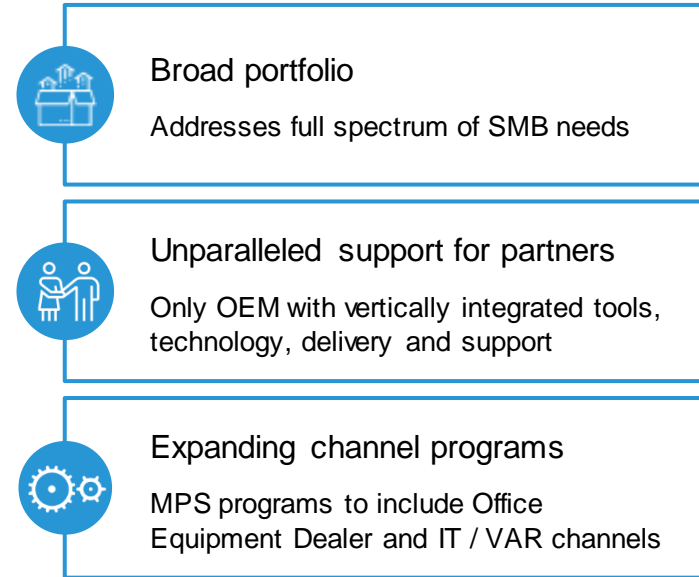 Broad portfolio
Addresses full spectrum of SMB needs
Unparalleled support for partners
Only OEM with vertically integrated tools,
technology, delivery and support
Expanding channel programs
MPS programs to include Office
Equipment Dealer and IT / VAR channels